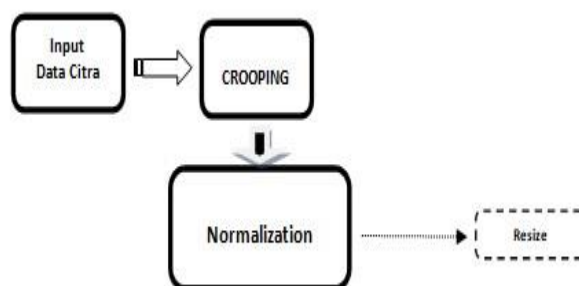 Input
Data Citra
CROOPING
Normalization
Resize